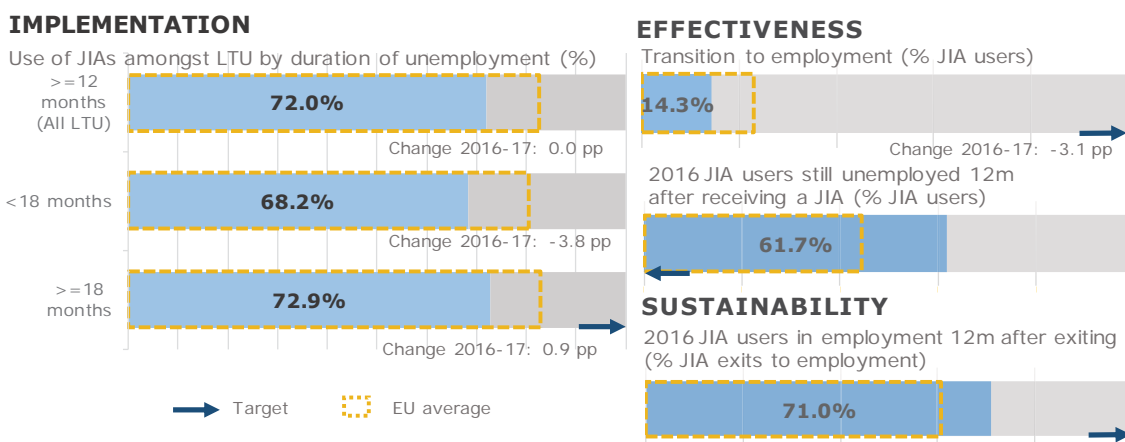 IMPLEMENTATION
Use of JIAs amongst LTU by duration of unemployment (%)
>=12
months
(All LTU)
72.0%
Change 2016-17: 0.0 pp
<18 months
68.2%
Change 2016-17: -3.8 pp
>=18
months
72.9%
Change 2016-17: 0.9 pp
Target
EU average
EFFECTIVENESS
Transition to employment (% JIA users)
14.3%
Change 2016-17: -3.1 pp
2016 JIA users still unemployed 12m
after receiving a JIA (% JIA users)
61.7%
SUSTAINABILITY
2016 JIA users in employment 12m after exiting
(% JIA exits to employment)
71.0%